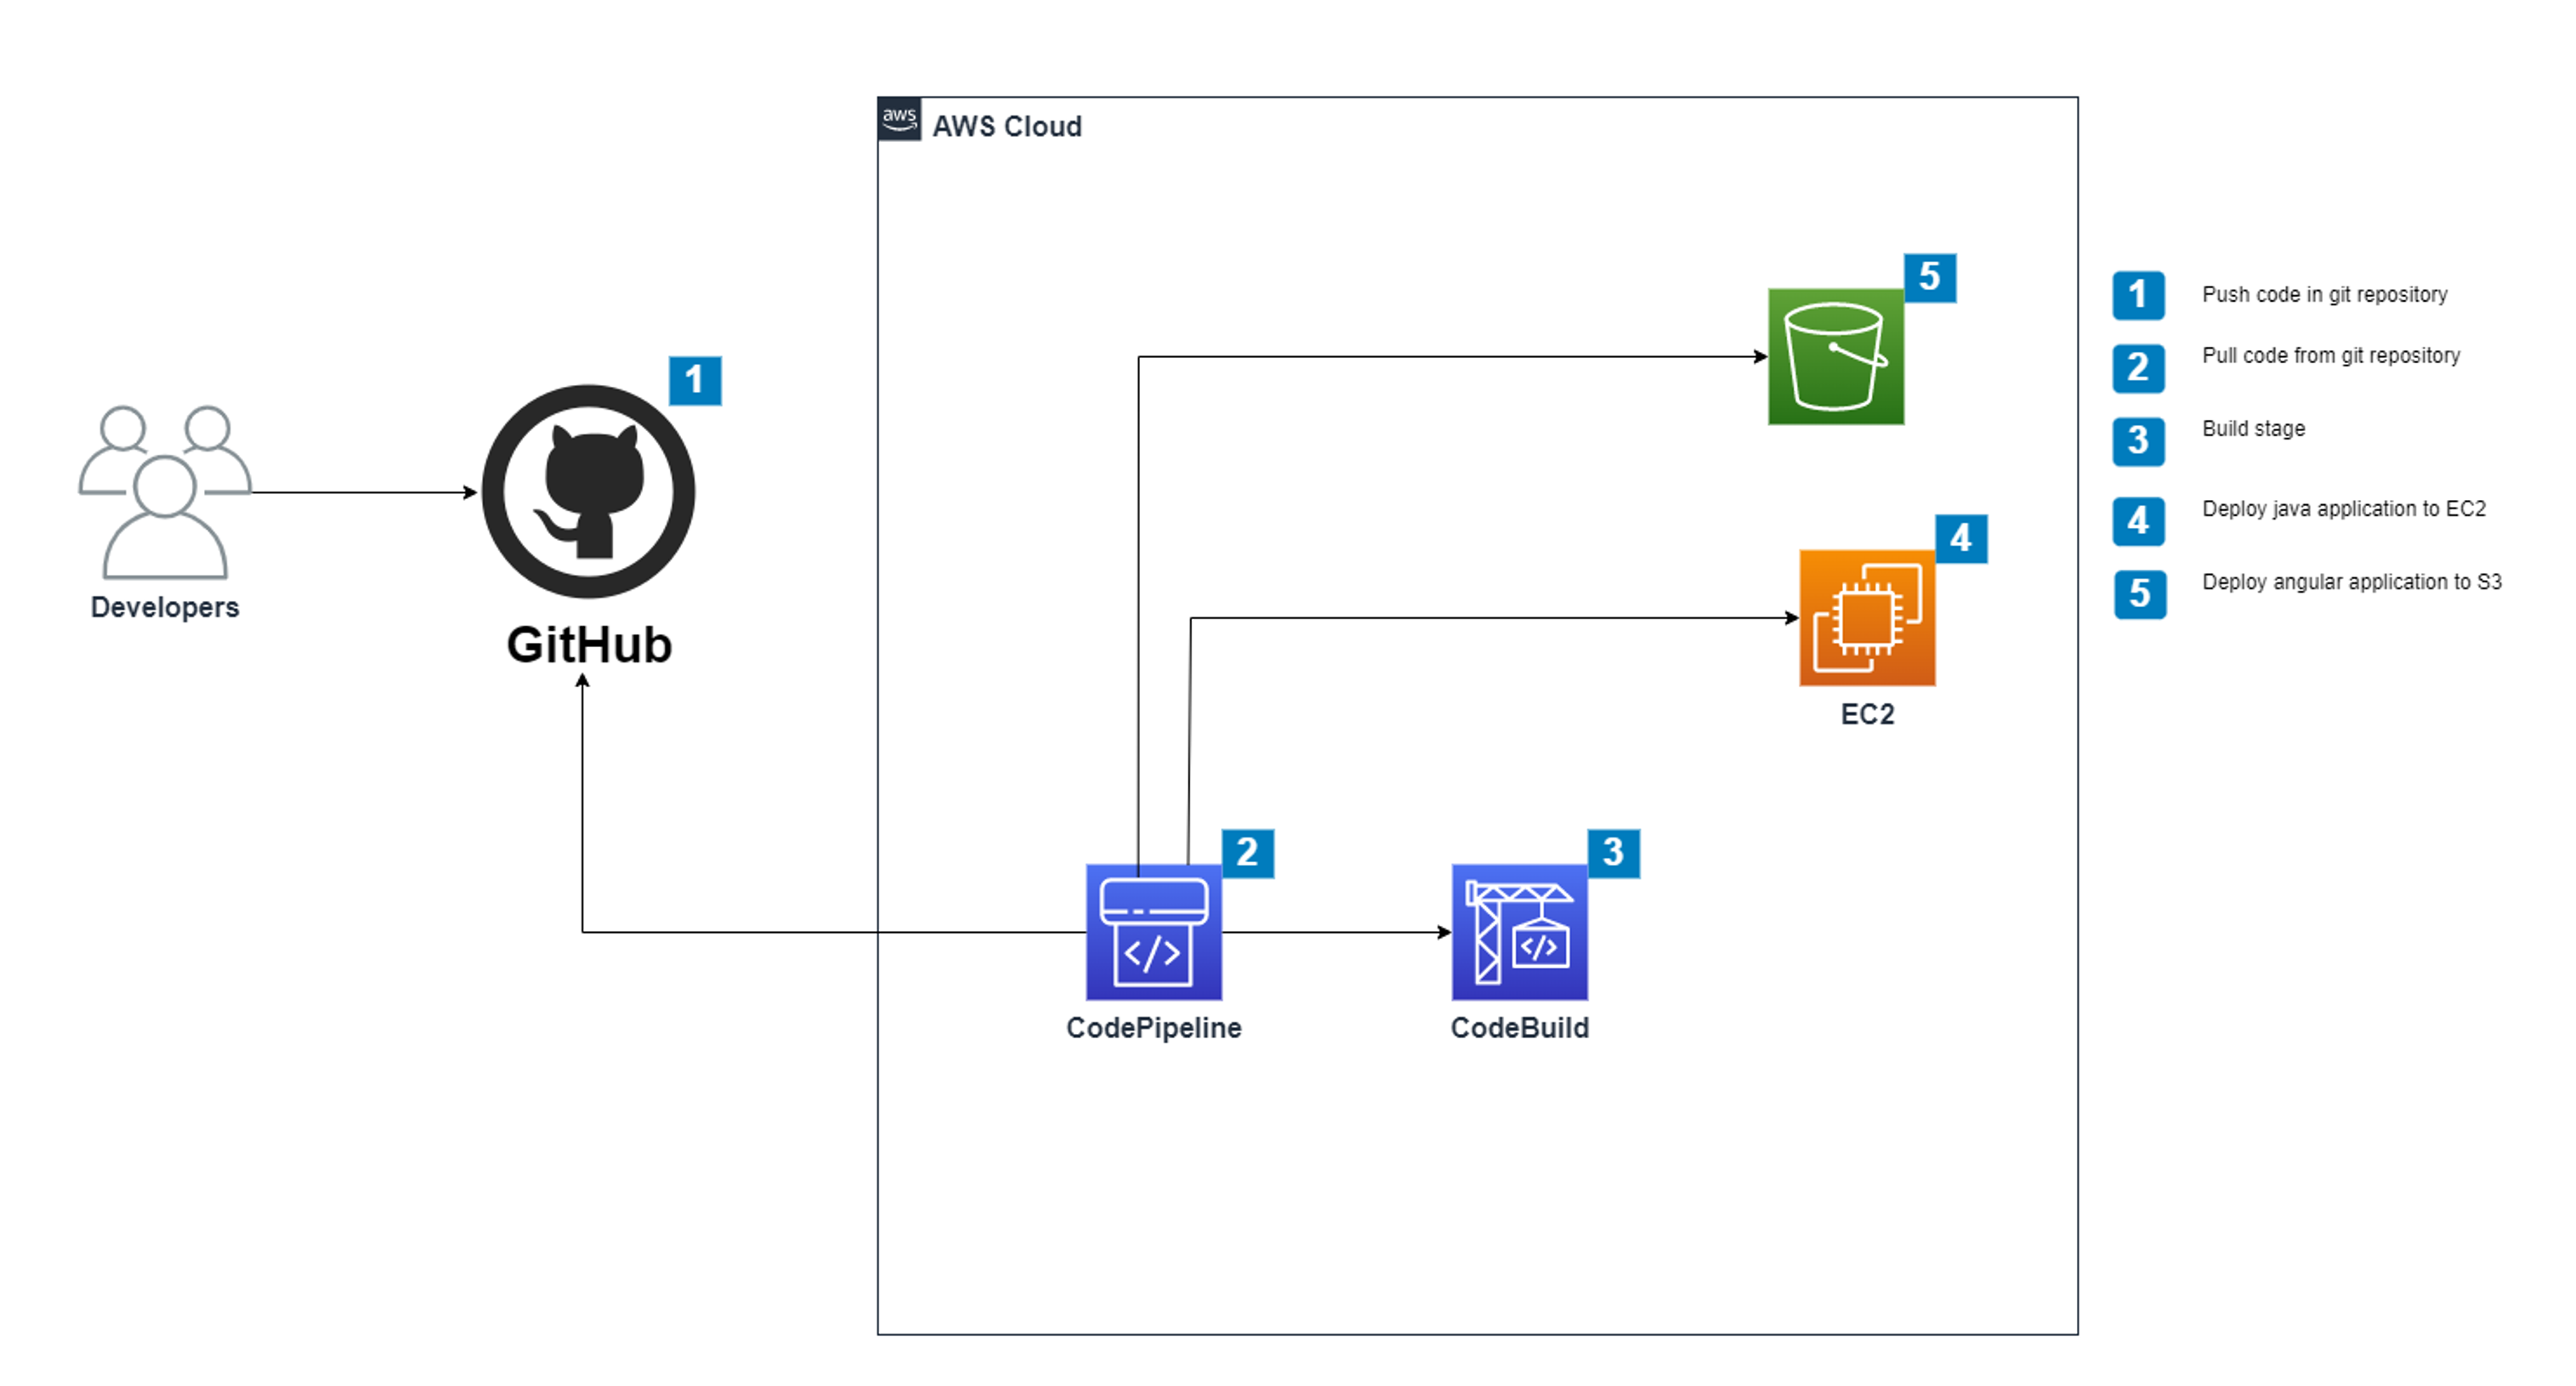 aws
AWS Cloud
5
1
Push code in git repository
2
Pull code from git repository
3
Build stage
4
Deploy java application to EC2
5
Deploy angular application to S3
1
Developers
GitHub
4
EC2
2
3
</>
</>
CodePipeline
CodeBuild